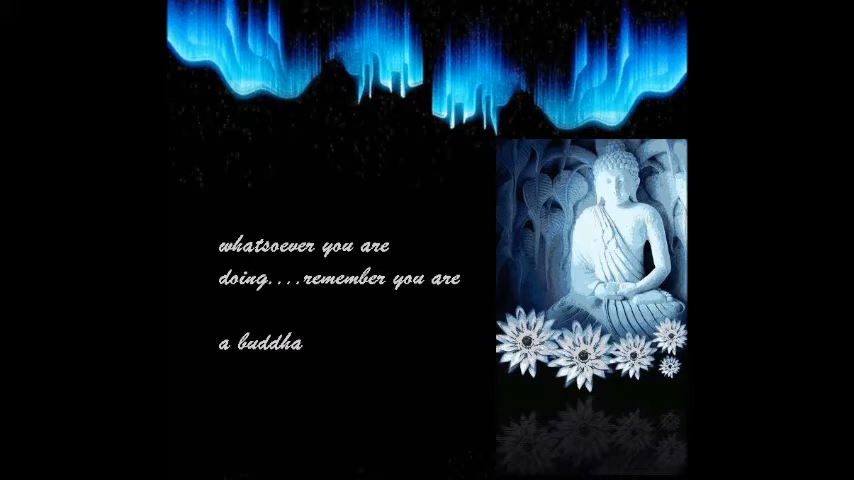 whatsoever you are
doing....remember you are
a buddha